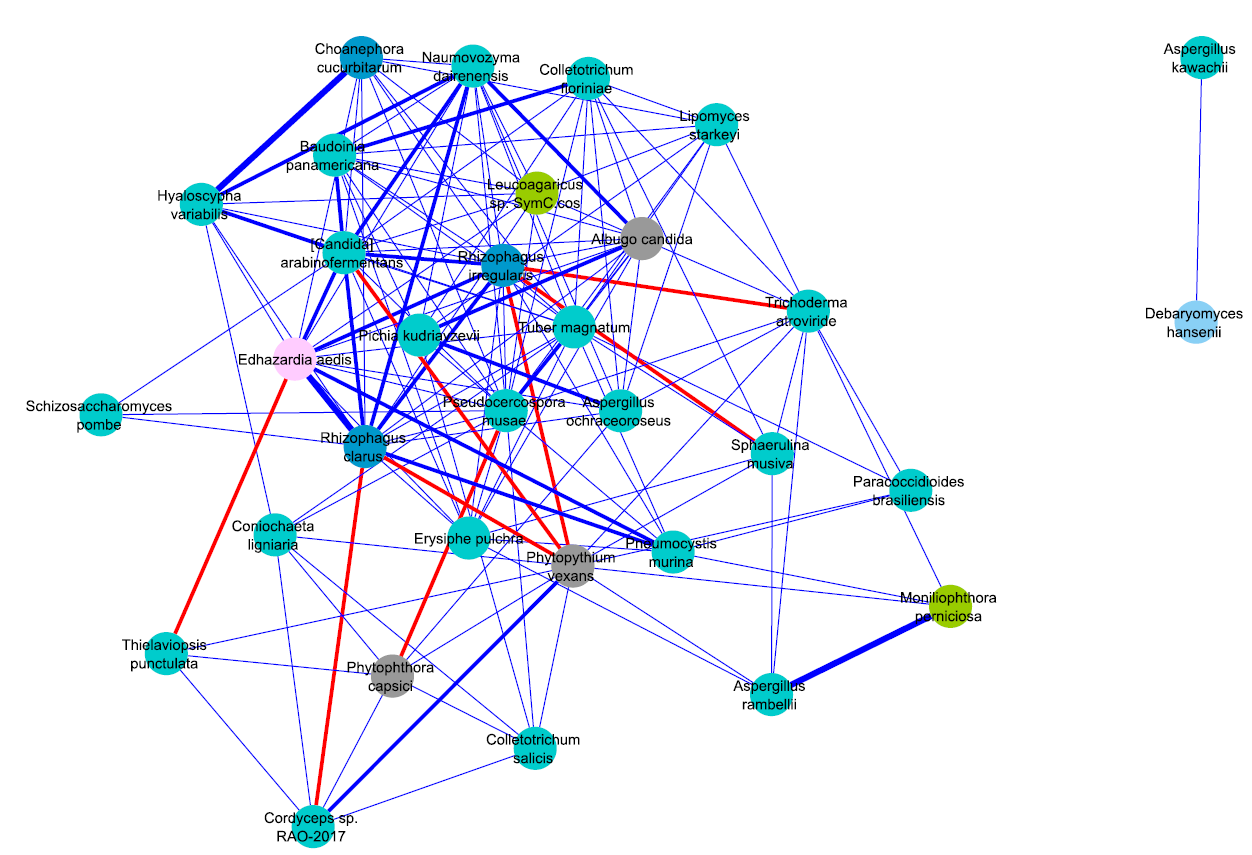 Choanephora
cucurbitarum
Naumovozyma
dairenensis
Colletotrichum
fioriniae
Aspergillus
kawachii
Lipomyces
starkeyi
Baudoinia
panamericana
Leucoagaricus
sp. SymC.cos
Hyaloscypha
variabilis
Albugo candida
[Candida]
arabinofermentans
Rhizophagus
irregularis
Trichoderma
atroviride
Debaryomyces
hansenii
Pichia kudriavzevii
Tuber magnatum
Edhazardia aedis
Schizosaccharomyces
pombe
Pseudocercospora
musae
Aspergillus
ochraceoroseus
Rhizophagus
clarus
Sphaerulina
musiva
Paracoccidioides
brasiliensis
Coniochaeta
ligniaria
Erysiphe pulchra
Phytopythium
vexans
Pneumocystis
murina
Moniliophthora
perniciosa
Thielaviopsis
punctulata
Phytophthora
capsici
Aspergillus
rambellii
Colletotrichum
salicis
Cordyceps sp.
RAO-2017